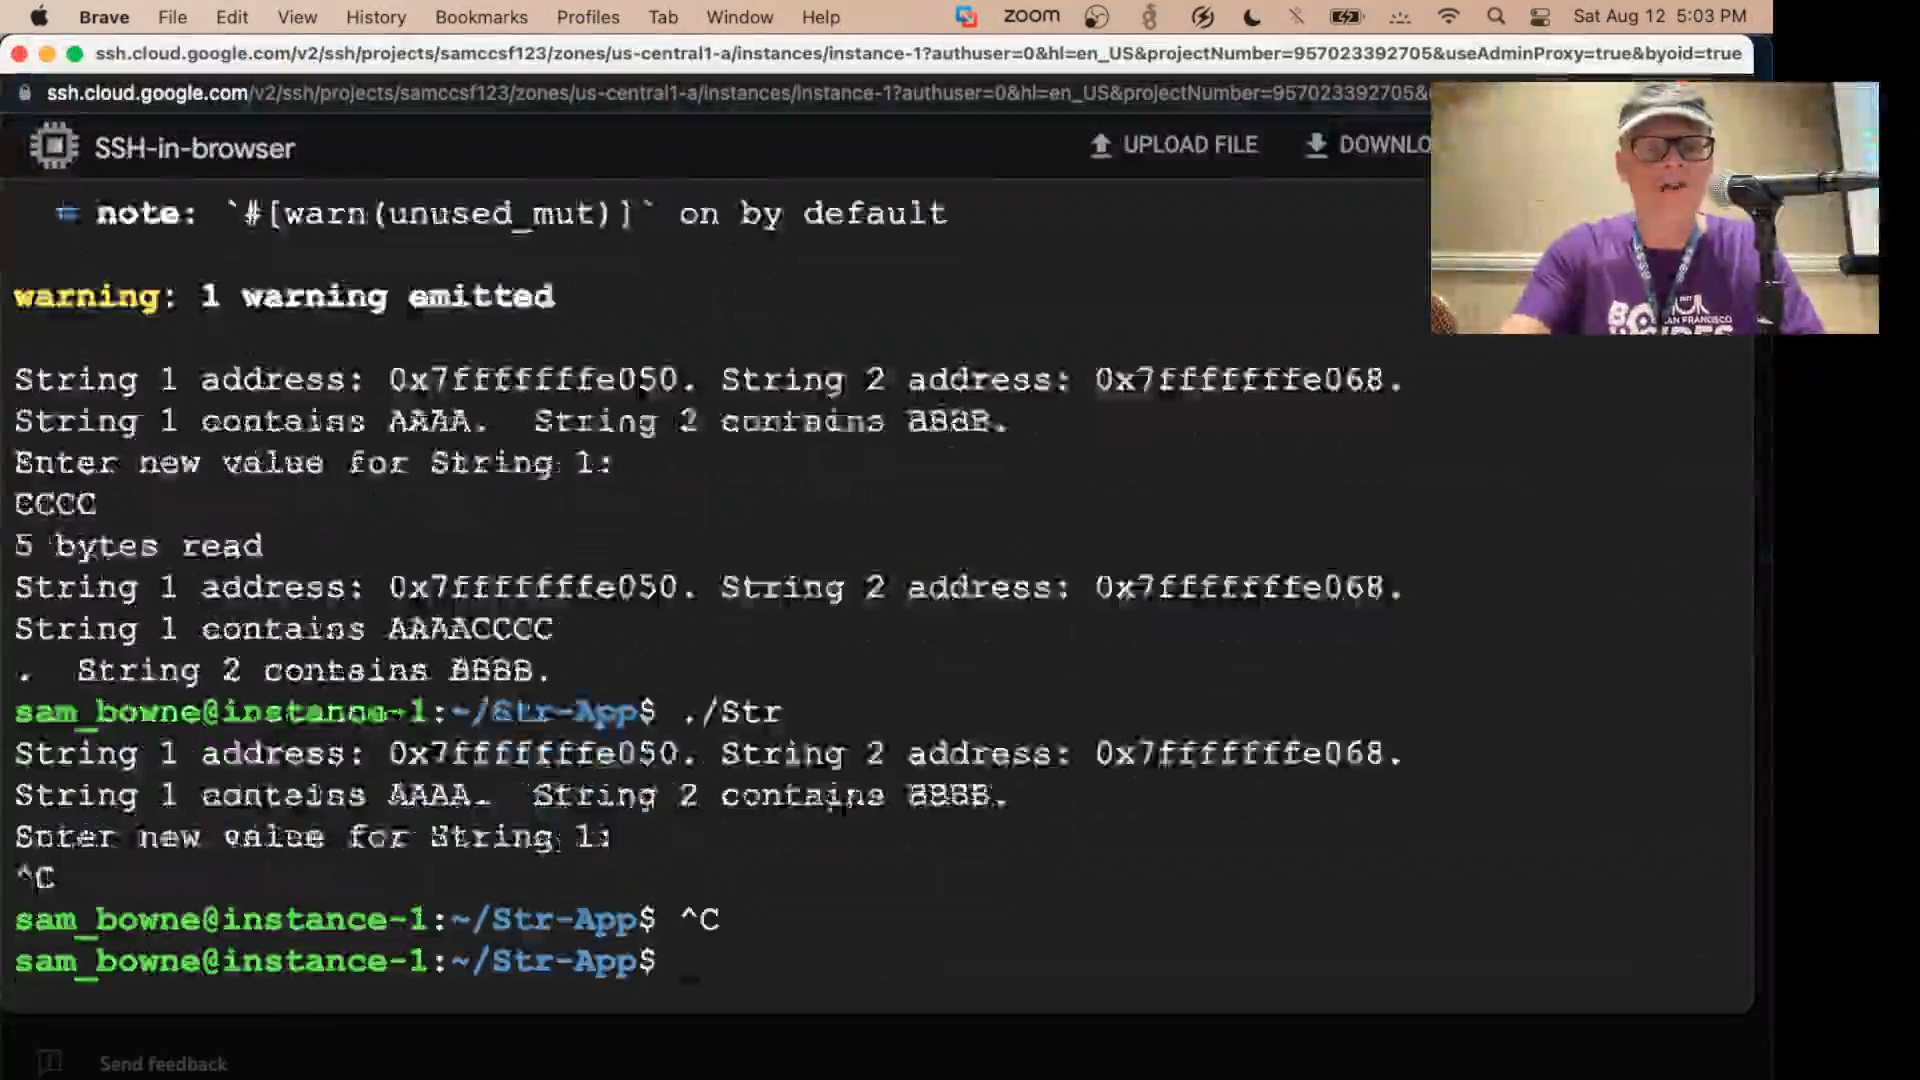 Brave File Edit View History Bookmarks Profiles Tab Window Help zoom Sat Aug 12 5:03 PM
ssh.cloud.google.com/v2/ssh/projects/samccsf123/zones/us-central1-a/instances/instance-1?authuser=0&hl=en_US&projectNumber=957023392705&useAdminProxy=true&byoid=true
ssh.cloud.google.com/v2/ssh/projects/samccsf123/zones/us-central1-a/instances/instance-1?authuser=0&hl=en_US&projectNumber=957023392705&
SSH-in-browser UPLOAD FILE DOWNLO
= note: `#[warn(unused_mut)]` on by default
warning: 1 warning emitted
String 1 address: 0x7fffffffe050. String 2 address: 0x7fffffffe068.
String 1 contains AAAA.  String 2 contains BBBB.
Enter new value for String 1:
CCCC
5 bytes read
String 1 address: 0x7fffffffe050. String 2 address: 0x7fffffffe068.
String 1 contains AAAACCCC
.  String 2 contains BBBB.
sam_bowne@instance-1:~/Str-App$ ./Str
String 1 address: 0x7fffffffe050. String 2 address: 0x7fffffffe068.
String 1 contains AAAA.  String 2 contains BBBB.
Enter new value for String 1:
^C
sam_bowne@instance-1:~/Str-App$ ^C
sam_bowne@instance-1:~/Str-App$
Send feedback